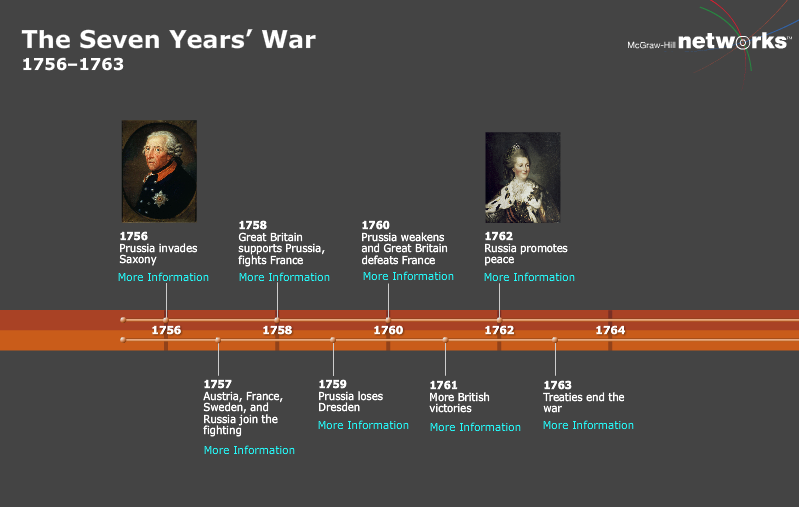 The Seven Years’ War
1756–1763
McGraw-Hill networks™
1756
Prussia invades
Saxony
More Information
1758
Great Britain
supports Prussia,
fights France
More Information
1760
Prussia weakens
and Great Britain
defeats France
More Information
1762
Russia promotes
peace
More Information
1756 1758 1760 1762 1764
1757
Austria, France,
Sweden, and
Russia join the
fighting
More Information
1759
Prussia loses
Dresden
More Information
1761
More British
victories
More Information
1763
Treaties end the
war
More Information